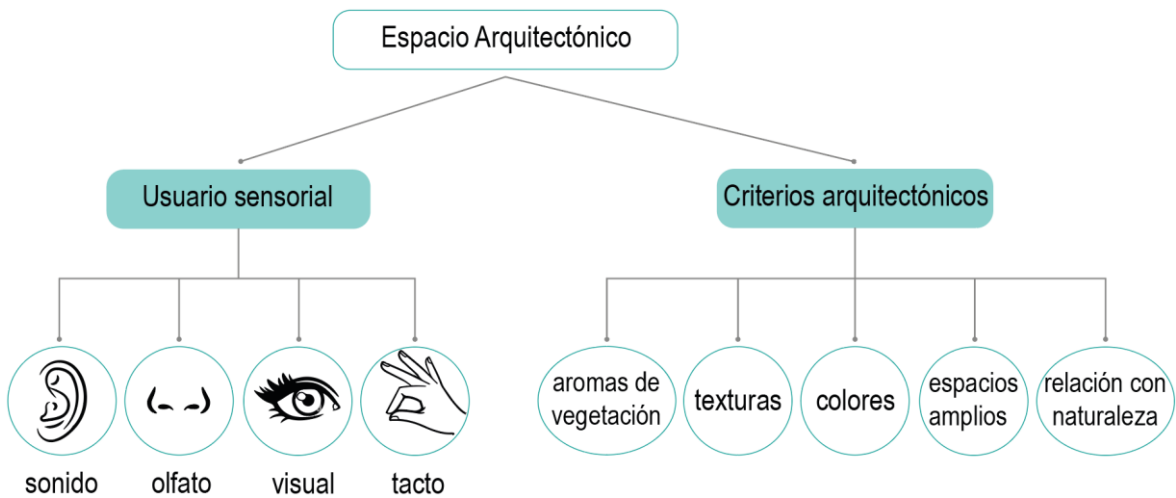 Espacio Arquitectónico
Usuario sensorial
Criterios arquitectónicos
sonido
olfato
visual
tacto
aromas de
vegetación
texturas
colores
espacios
amplios
relación con
naturaleza